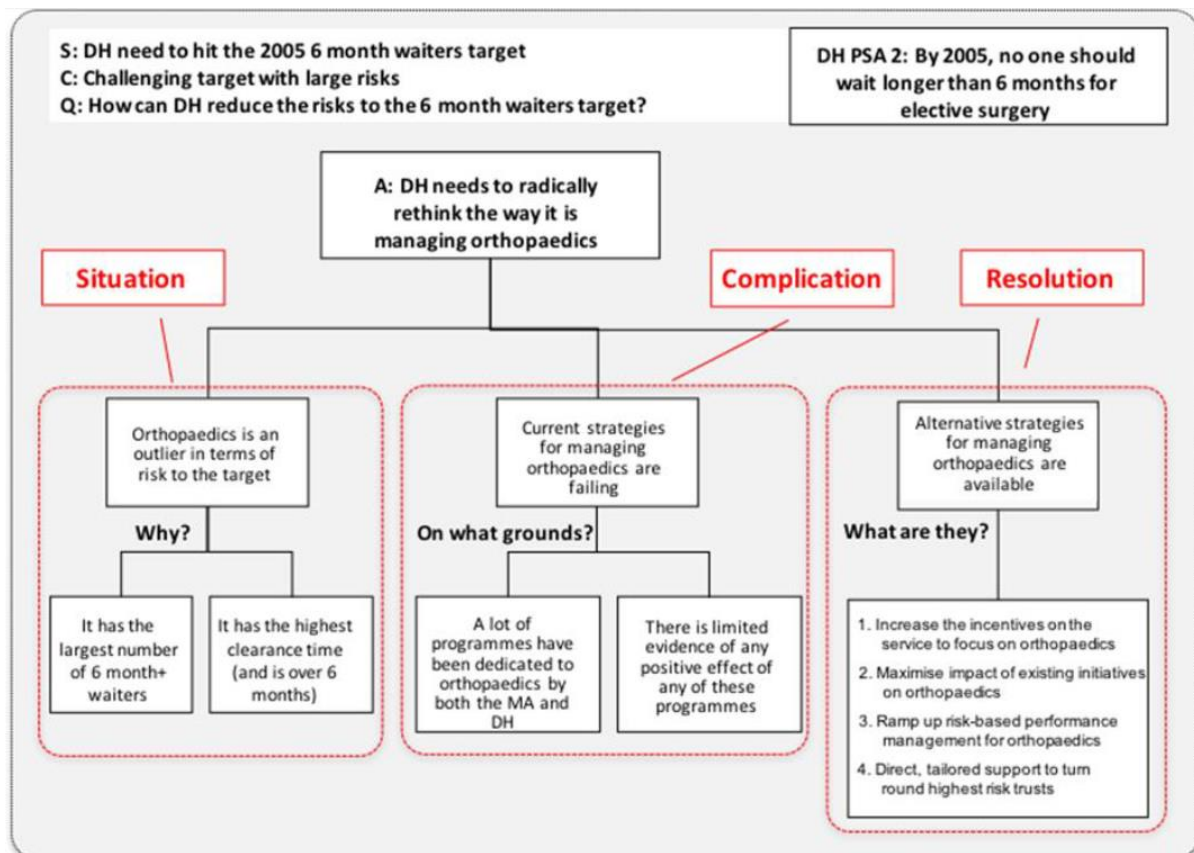 S: DH need to hit the 2005 6 month waiters target
C: Challenging target with large risks
Q: How can DH reduce the risks to the 6 month waiters target?
DH PSA 2: By 2005, no one should
wait longer than 6 months for
elective surgery
A: DH needs to radically
rethink the way it is
managing orthopaedics
Situation
Complication
Resolution
Orthopaedics is an
outlier in terms of
risk to the target
Current strategies
for managing
orthopaedics are
failing
Alternative strategies
for managing
orthopaedics are
available
Why?
On what grounds?
What are they?
It has the
largest number
of 6 month+
waiters
It has the highest
clearance time
(and is over 6
months)
A lot of
programmes have
been dedicated to
orthopaedics by
both the MA and
DH
There is limited
evidence of any
positive effect of
any of these
programmes
1. Increase the incentives on the
service to focus on orthopaedics
2. Maximise impact of existing initiatives
on orthopaedics
3. Ramp up risk-based performance
management for orthopaedics
4. Direct, tailored support to turn
round highest risk trusts